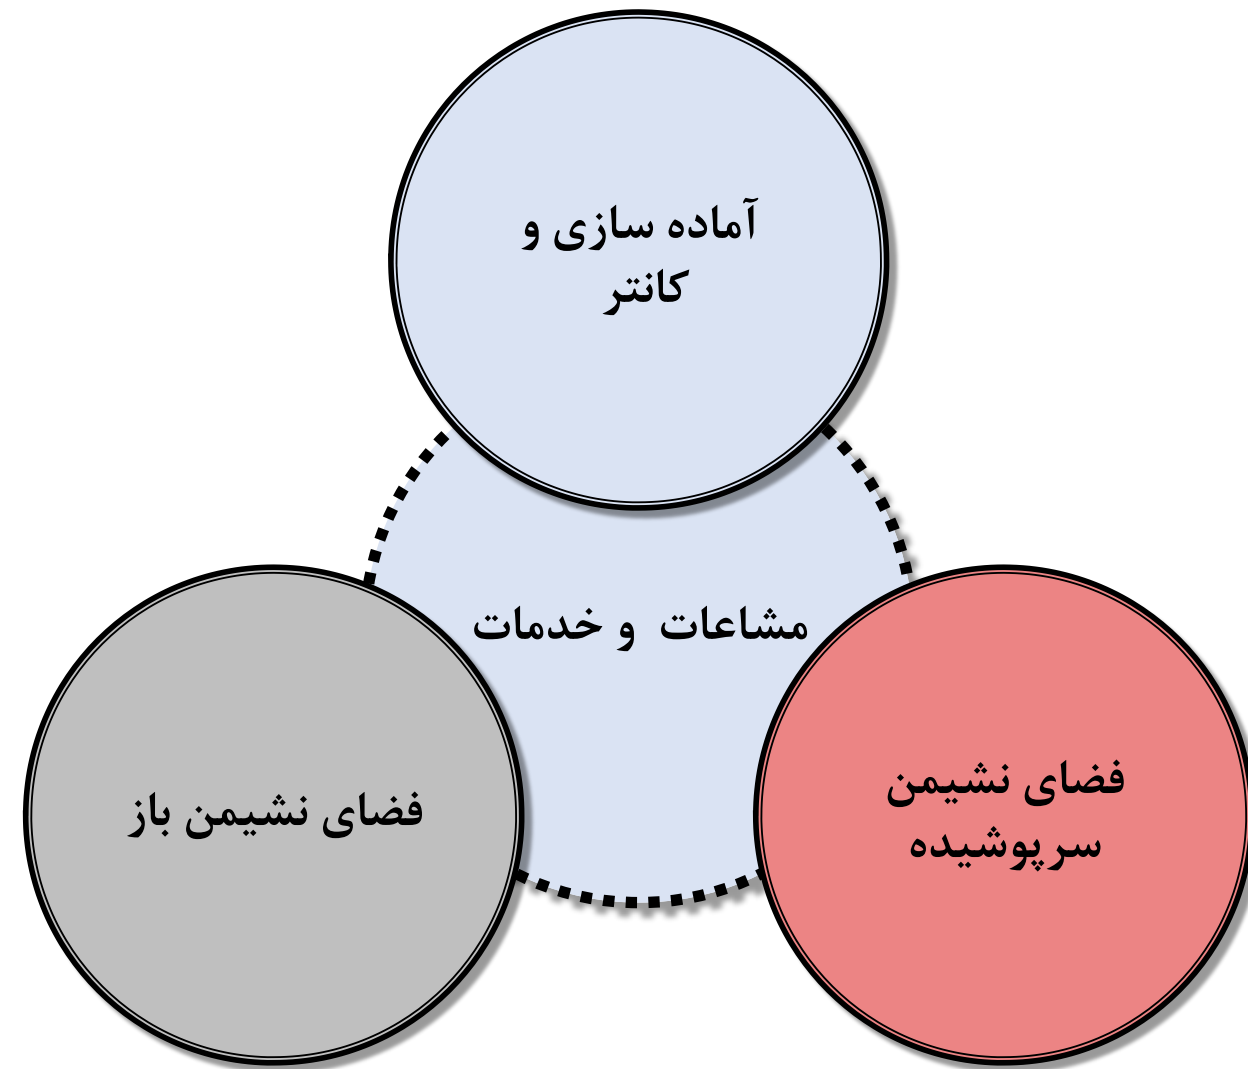 آماده سازی و
کانتر
مشاعات و خدمات
فضای نشیمن
سرپوشیده
فضای نشیمن باز